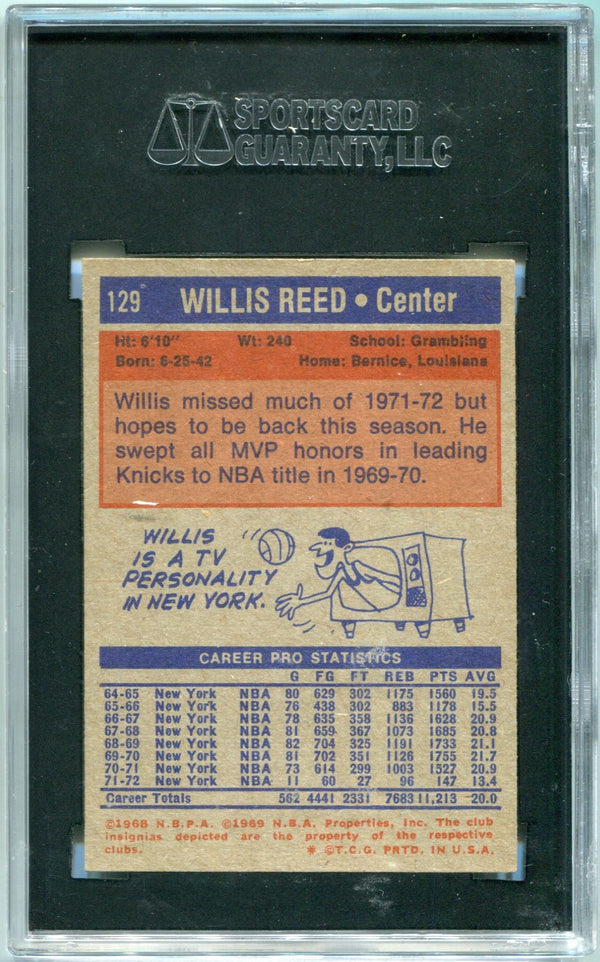 SPORTSCARD
GUARANTY, LLC
129 WILLIS REED • Center
Ht: 6'10" Wt: 240 School: Grambling
Born: 6-25-42 Home: Bernice, Louisiana
Willis missed much of 1971-72 but
hopes to be back this season. He
swept all MVP honors in leading
Knicks to NBA title in 1969-70.
WILLIS
IS A TV
PERSONALITY
IN NEW YORK.
CAREER PRO STATISTICS
G FG FT REB PTS AVG
64-65 New York NBA 80 629 302 1175 1560 19.5
65-66 New York NBA 76 438 302 883 1178 15.5
66-67 New York NBA 78 635 358 1136 1628 20.9
67-68 New York NBA 81 659 367 1073 1685 20.8
68-69 New York NBA 82 704 325 1191 1733 21.1
69-70 New York NBA 81 702 351 1126 1755 21.7
70-71 New York NBA 73 614 299 1003 1527 20.9
71-72 New York NBA 11 60 27 96 147 13.4
Career Totals 562 4441 2331 7683 11,213 20.0
©1968 N.B.P.A. ©1969 N.B.A. Properties, Inc. The club
insignias depicted are the property of the respective
clubs. * ©T.C.G. PRTD. IN U.S.A.